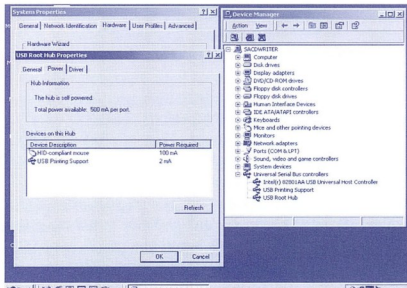 System Properties
General Network Identification Hardware User Profiles Advanced
Hardware Wizard
USB Root Hub Properties
General Power Driver
Hub Information
The hub is self powered.
Total power available: 500 mA per port.
Devices on this Hub
Device Description Power Required
HID-compliant mouse 100 mA
USB Printing Support 2 mA
Refresh
OK Cancel
Device Manager
Action View
SACDWRITER
Computer
Disk drives
Display adapters
DVD/CD-ROM drives
Floppy disk controllers
Floppy disk drives
Human Interface Devices
IDE ATA/ATAPI controllers
Keyboards
Mice and other pointing devices
Monitors
Network adapters
Ports (COM & LPT)
Sound, video and game controllers
System devices
Universal Serial Bus controllers
Intel(r) 82801AA USB Universal Host Controller
USB Printing Support
USB Root Hub